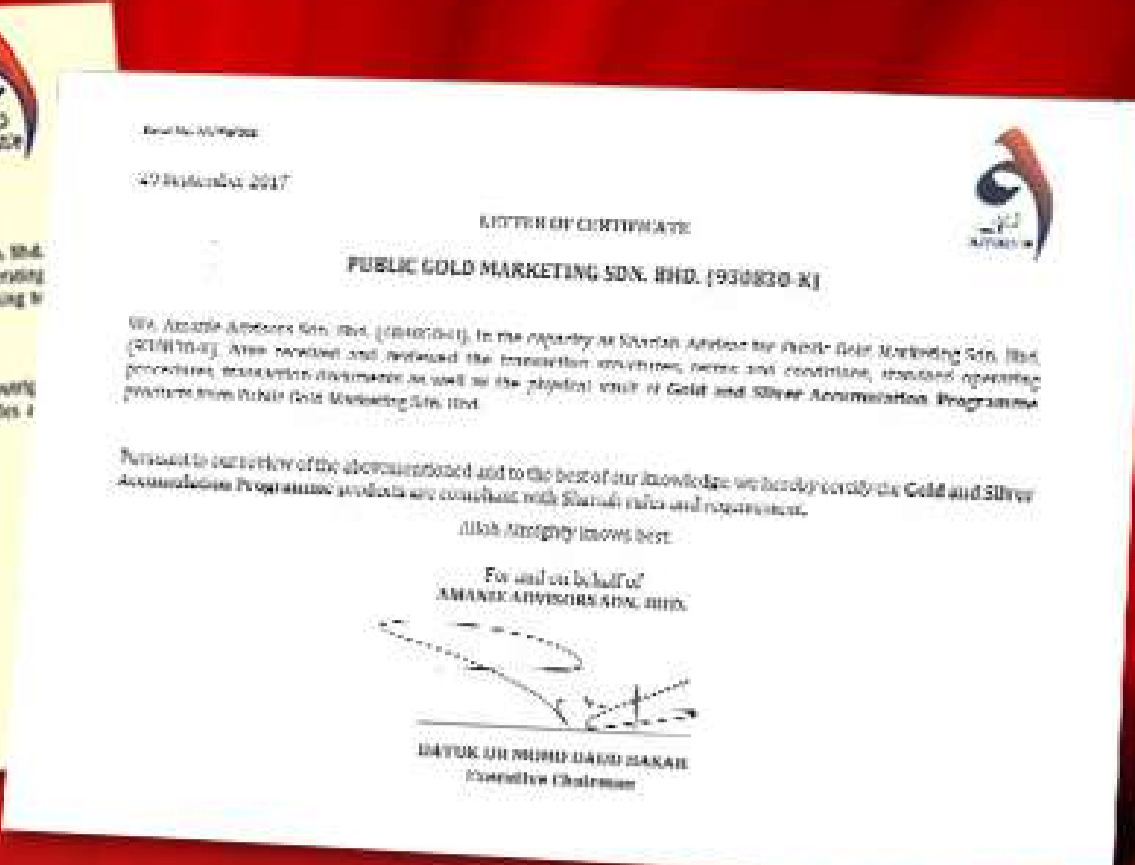 2017
LETTER OF CERTIFICATE
PUBLIC GOLD MARKETING SDN. BHD. (930830-K)
We, Amanie Advisors Sdn. Bhd. in the capacity as Shariah Advisor for Public Gold Marketing Sdn. Bhd.
have received and reviewed the transaction structures, terms and conditions, standard operating
procedures, transaction documents as well as the physical vault of Gold and Silver Accumulation Programme
products from Public Gold Marketing Sdn. Bhd.
Pursuant to our review of the abovementioned and to the best of our knowledge, we hereby certify the Gold and Silver
Accumulation Programme products are compliant with Shariah rules and requirement.
Allah Almighty knows best.
For and on behalf of
AMANIE ADVISORS SDN. BHD.
DATUK DR MOHD DAUD BAKAR
Executive Chairman